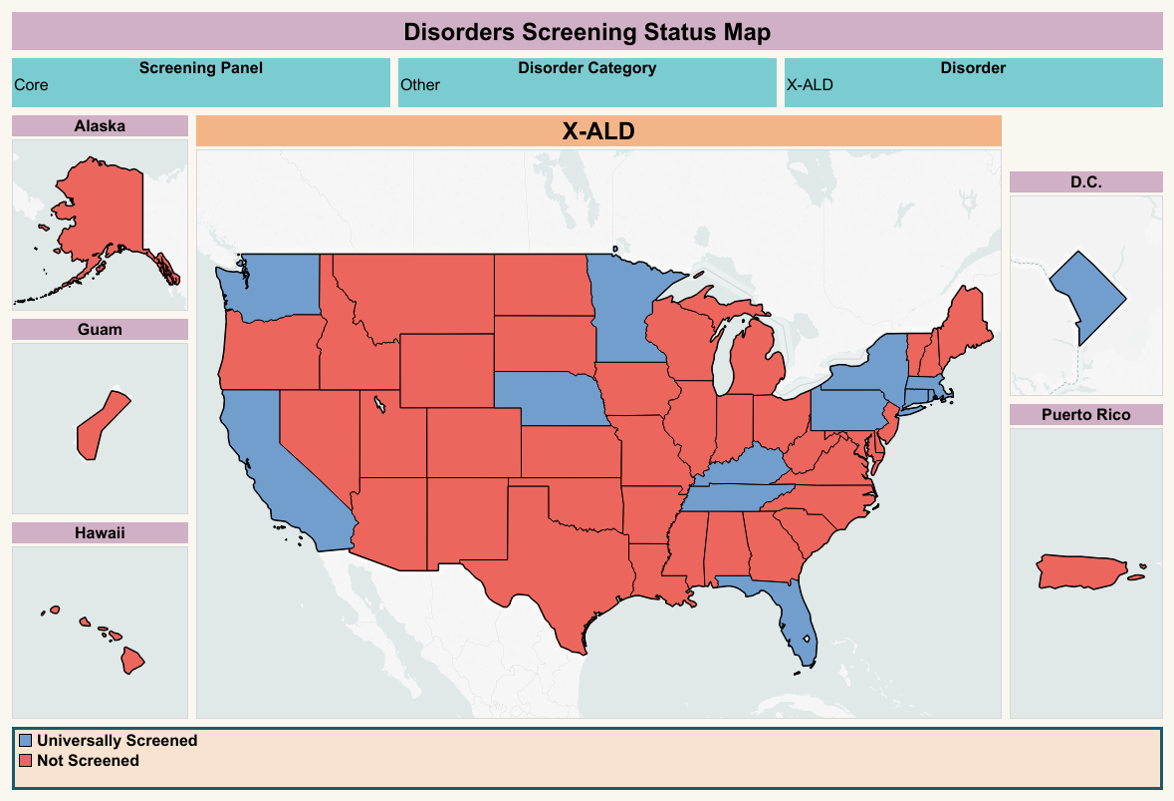 Disorders Screening Status Map
Screening Panel
Core
Disorder Category
Other
Disorder
X-ALD
Alaska
X-ALD
D.C.
Guam
Puerto Rico
Hawaii
Universally Screened
Not Screened